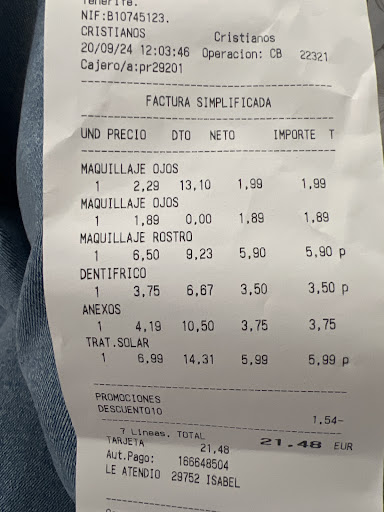 Tenerife.
NIF:B10745123.
CRISTIANOS Cristianos
20/09/24 12:03:46 Operacion: CB 22321
Cajero/a:pr29201
FACTURA SIMPLIFICADA
UND PRECIO DTO NETO IMPORTE T
MAQUILLAJE OJOS
1 2,29 13,10 1,99 1,99
MAQUILLAJE OJOS
1 1,89 0,00 1,89 1,89
MAQUILLAJE ROSTRO
1 6,50 9,23 5,90 5,90 p
DENTIFRICO
1 3,75 6,67 3,50 3,50 p
ANEXOS
1 4,19 10,50 3,75 3,75
TRAT.SOLAR
1 6,99 14,31 5,99 5,99 p
PROMOCIONES
DESCUENTO10 1,54-
7 Lineas. TOTAL 21.48 EUR
TARJETA 21,48
Aut.Pago: 166648504
LE ATENDIO 29752 ISABEL